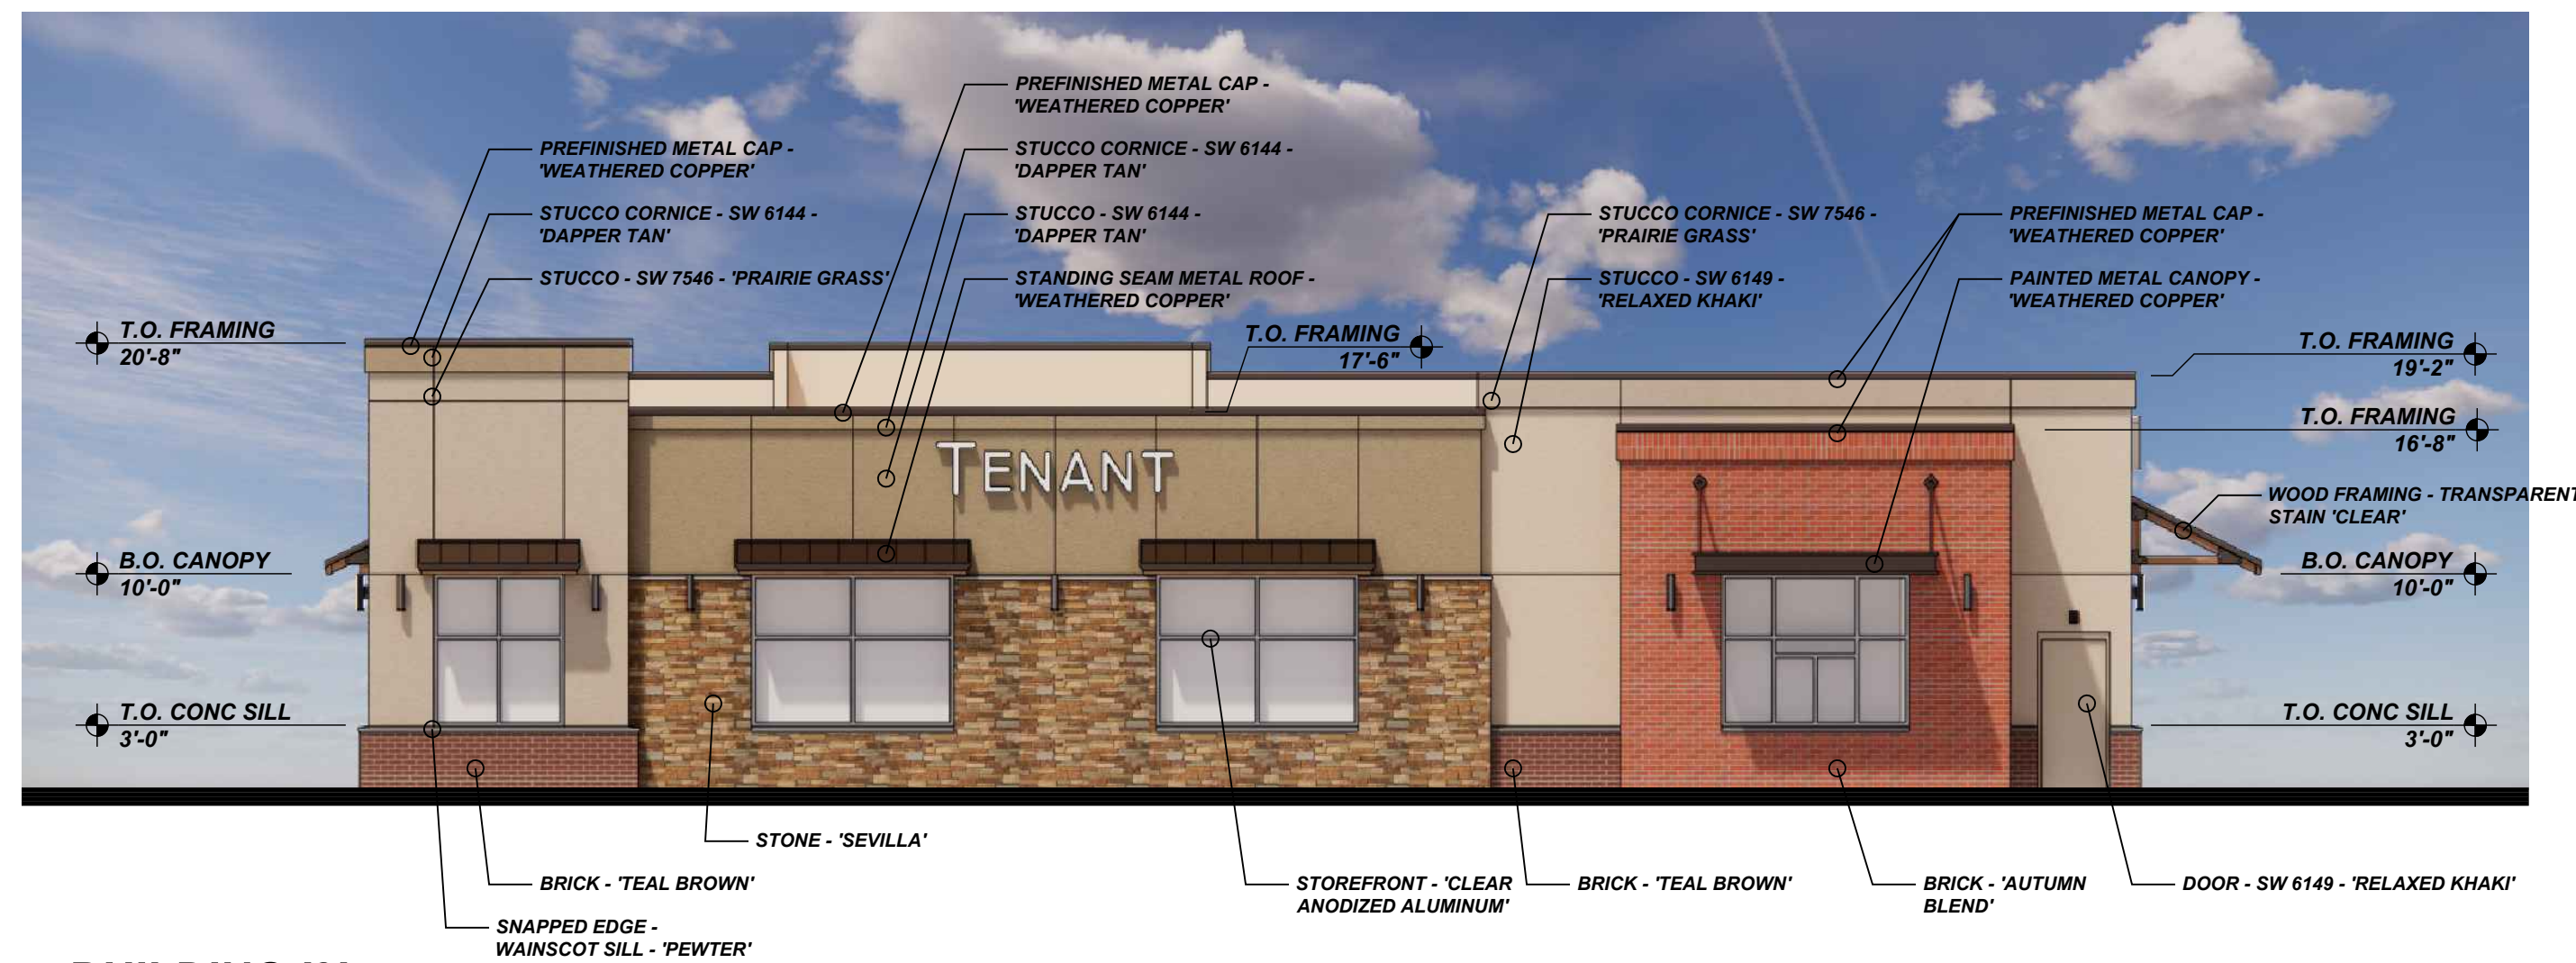 PREFINISHED METAL CAP -
'WEATHERED COPPER'
STUCCO CORNICE - SW 6144 -
'DAPPER TAN'
STUCCO - SW 7546 - 'PRAIRIE GRASS'
PREFINISHED METAL CAP -
'WEATHERED COPPER'
STUCCO CORNICE - SW 6144 -
'DAPPER TAN'
STUCCO - SW 6144 -
'DAPPER TAN'
STANDING SEAM METAL ROOF -
'WEATHERED COPPER'
STUCCO CORNICE - SW 7546 -
'PRAIRIE GRASS'
STUCCO - SW 6149 -
'RELAXED KHAKI'
PREFINISHED METAL CAP -
'WEATHERED COPPER'
PAINTED METAL CANOPY -
'WEATHERED COPPER'
T.O. FRAMING
20'-8"
T.O. FRAMING
17'-6"
T.O. FRAMING
19'-2"
T.O. FRAMING
16'-8"
TENANT
WOOD FRAMING - TRANSPARENT
STAIN 'CLEAR'
B.O. CANOPY
10'-0"
B.O. CANOPY
10'-0"
T.O. CONC SILL
3'-0"
T.O. CONC SILL
3'-0"
STONE - 'SEVILLA'
BRICK - 'TEAL BROWN'
SNAPPED EDGE -
WAINSCOT SILL - 'PEWTER'
STOREFRONT - 'CLEAR
ANODIZED ALUMINUM'
BRICK - 'TEAL BROWN'
BRICK - 'AUTUMN
BLEND'
DOOR - SW 6149 - 'RELAXED KHAKI'